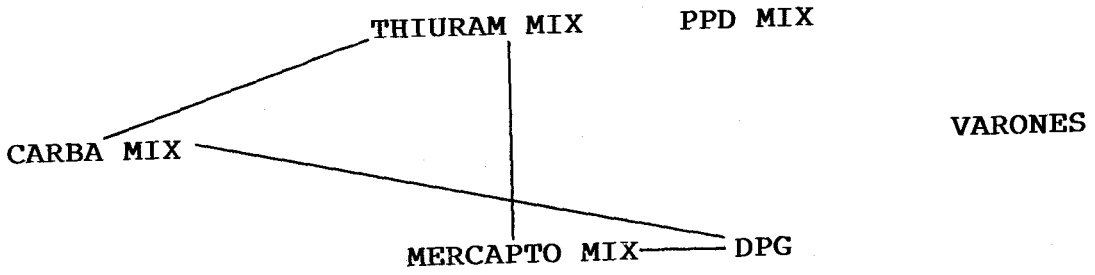 THIURAM MIX PPD MIX
VARONES
CARBA MIX
MERCAPTO MIX DPG